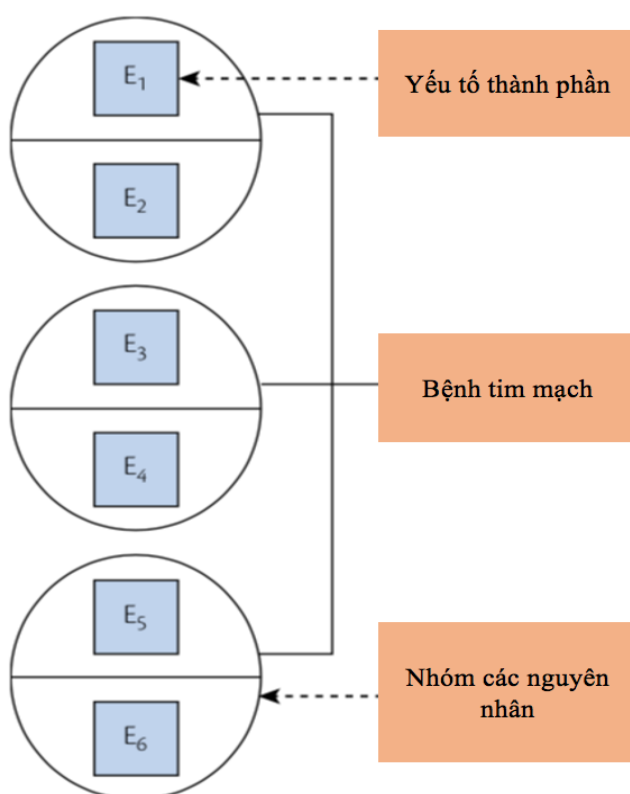 E₁
Yếu tố thành phần
E₂
E₃
Bệnh tim mạch
E₄
E₅
Nhóm các nguyên
nhân
E₆